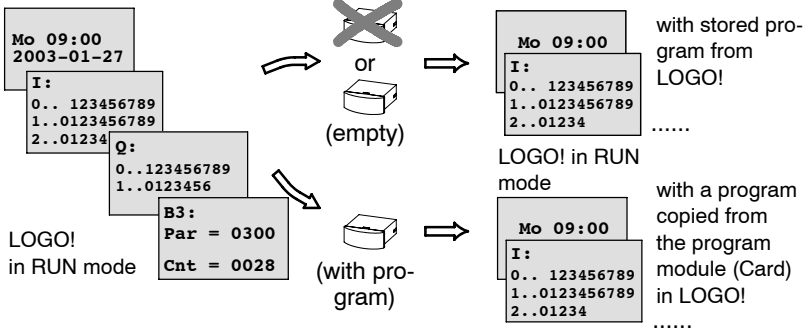 Mo 09:00
2003-01-27
I:
0.. 123456789
1..0123456789
2..01234
Q:
0..123456789
1..0123456
B3:
Par = 0300
Cnt = 0028
LOGO!
in RUN mode
or
(empty)
(with pro-
gram)
Mo 09:00
I:
0.. 123456789
1..0123456789
2..01234
with stored pro-
gram from
LOGO!
......
LOGO! in RUN
mode
Mo 09:00
I:
0.. 123456789
1..0123456789
2..01234
with a program
copied from
the program
module (Card)
in LOGO!
......